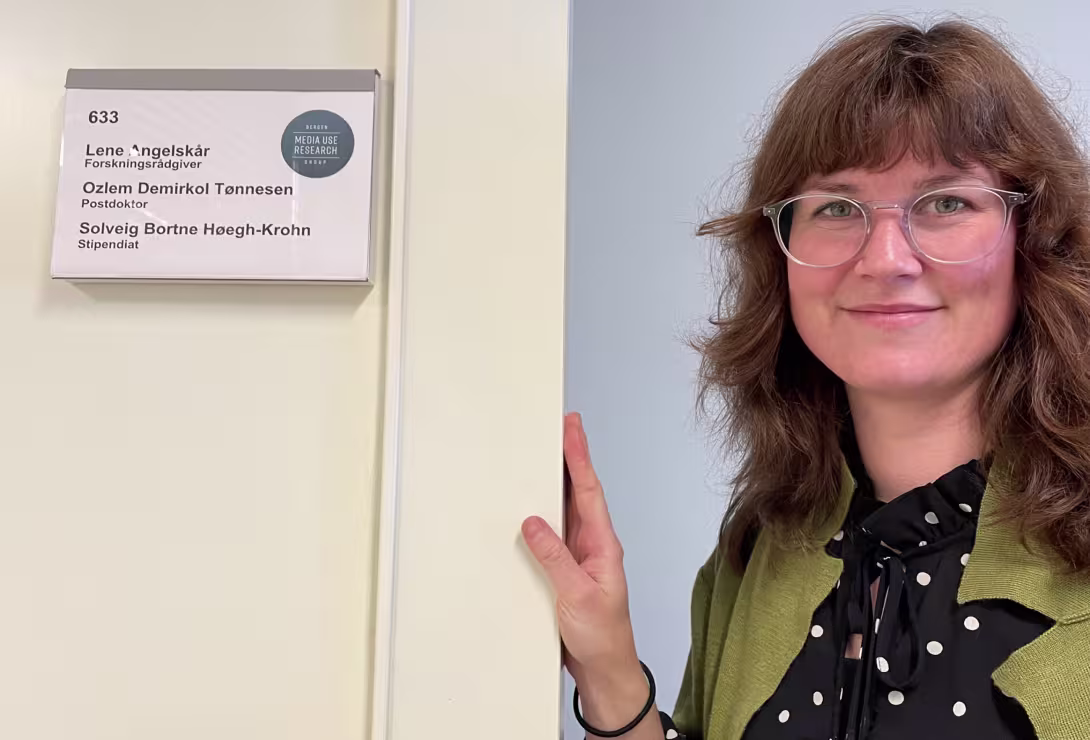 633
Lene Angelskår
Forskningsrådgiver
Ozlem Demirkol Tønnesen
Postdoktor
Solveig Bortne Høegh-Krohn
Stipendiat
BERGEN
MEDIA USE
RESEARCH
GROUP